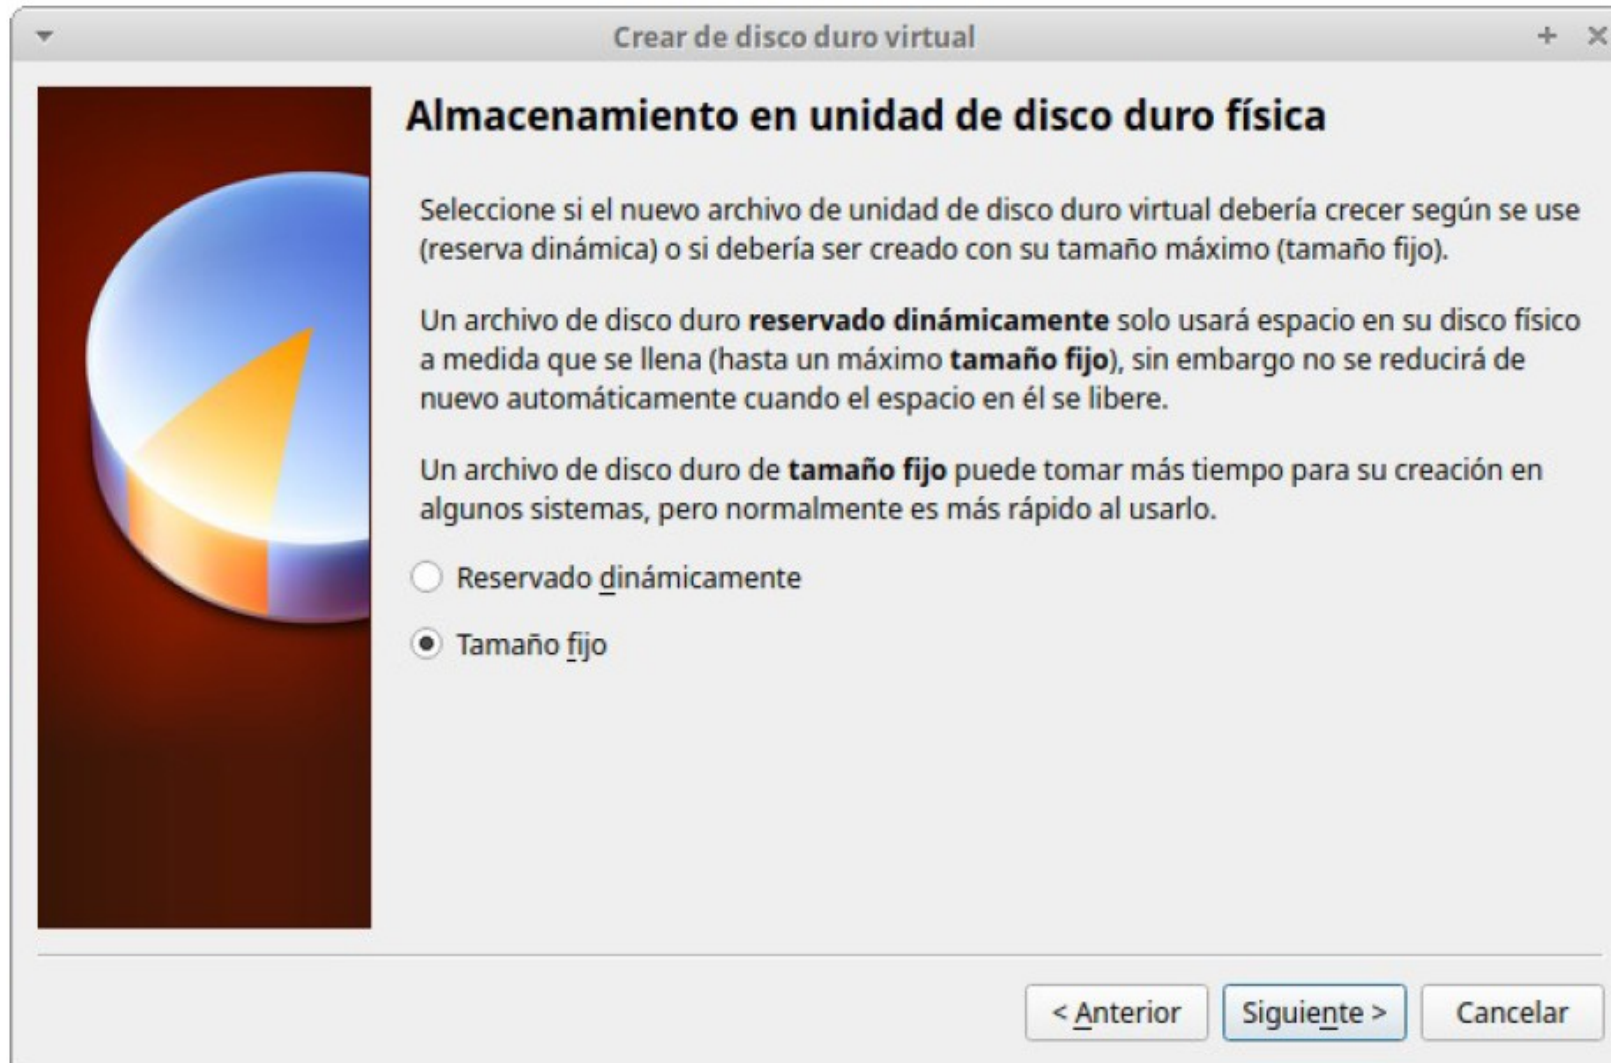 Crear de disco duro virtual
Almacenamiento en unidad de disco duro física
Seleccione si el nuevo archivo de unidad de disco duro virtual debería crecer según se use
(reserva dinámica) o si debería ser creado con su tamaño máximo (tamaño fijo).
Un archivo de disco duro reservado dinámicamente solo usará espacio en su disco físico
a medida que se llena (hasta un máximo tamaño fijo), sin embargo no se reducirá de
nuevo automáticamente cuando el espacio en él se libere.
Un archivo de disco duro de tamaño fijo puede tomar más tiempo para su creación en
algunos sistemas, pero normalmente es más rápido al usarlo.
Reservado dinámicamente
Tamaño fijo
< Anterior Siguiente > Cancelar